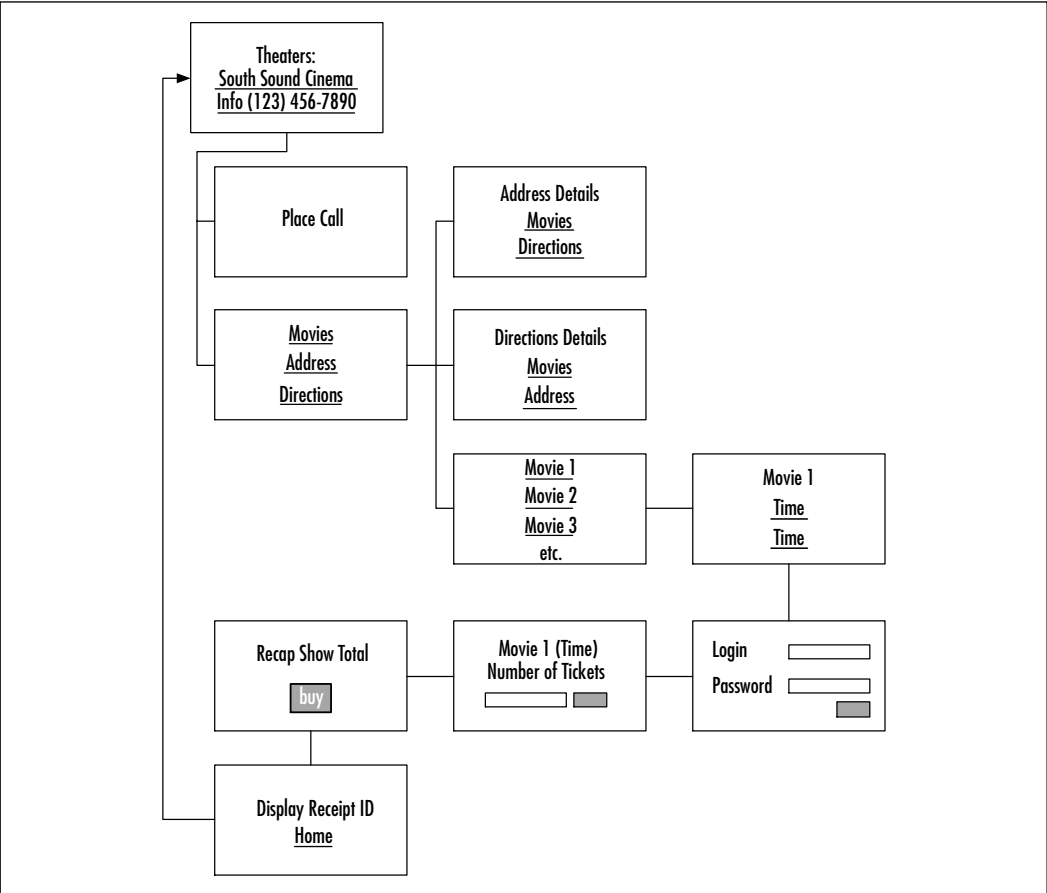 Theaters:
South Sound Cinema
Info (123) 456-7890
Place Call
Address Details
Movies
Directions
Movies
Address
Directions
Directions Details
Movies
Address
Movie 1
Movie 2
Movie 3
etc.
Movie 1
Time
Time
Recap Show Total
buy
Movie 1 (Time)
Number of Tickets
Login
Password
Display Receipt ID
Home